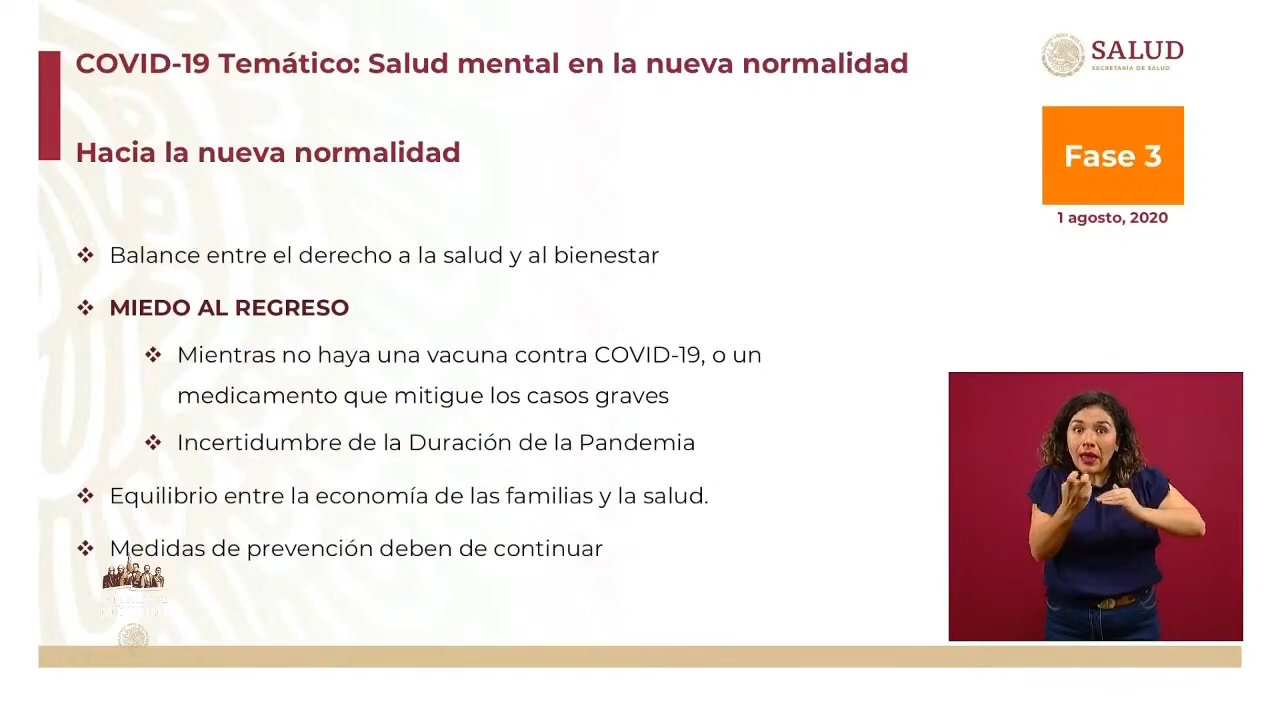 COVID-19 Temático: Salud mental en la nueva normalidad
SALUD
SECRETARÍA DE SALUD
Hacia la nueva normalidad
Fase 3
1 agosto, 2020
❖ Balance entre el derecho a la salud y al bienestar
❖ MIEDO AL REGRESO
❖ Mientras no haya una vacuna contra COVID-19, o un
medicamento que mitigue los casos graves
❖ Incertidumbre de la Duración de la Pandemia
❖ Equilibrio entre la economía de las familias y la salud.
❖ Medidas de prevención deben de continuar